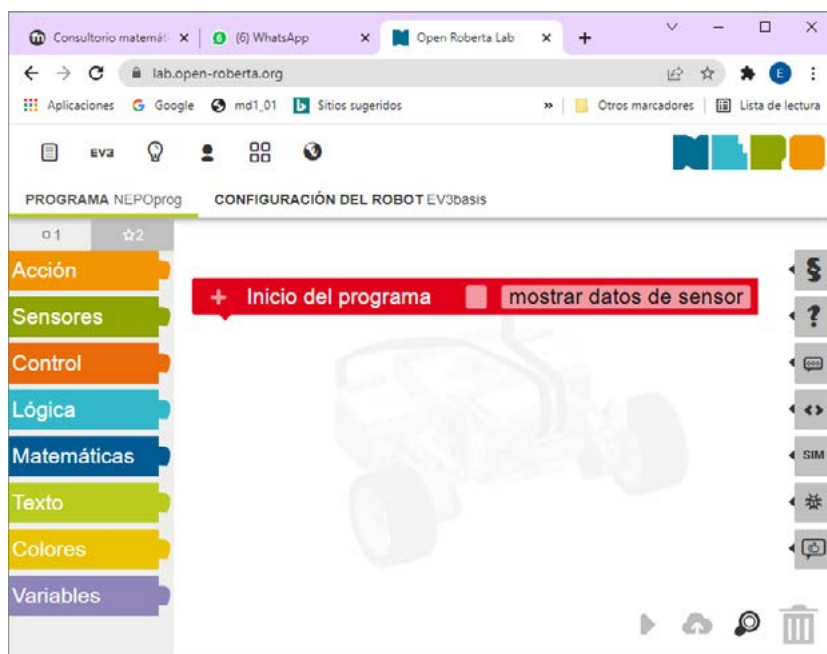 Consultorio matemáti
(6) WhatsApp
Open Roberta Lab
lab.open-roberta.org
E
Aplicaciones
Google
md1_01
Sitios sugeridos
»
Otros marcadores
Lista de lectura
EV3
NEPO
PROGRAMA NEPOprog
CONFIGURACIÓN DEL ROBOT EV3basis
1
2
Acción
Sensores
Control
Lógica
Matemáticas
Texto
Colores
Variables
+ Inicio del programa mostrar datos de sensor
§
?
<>
SIM